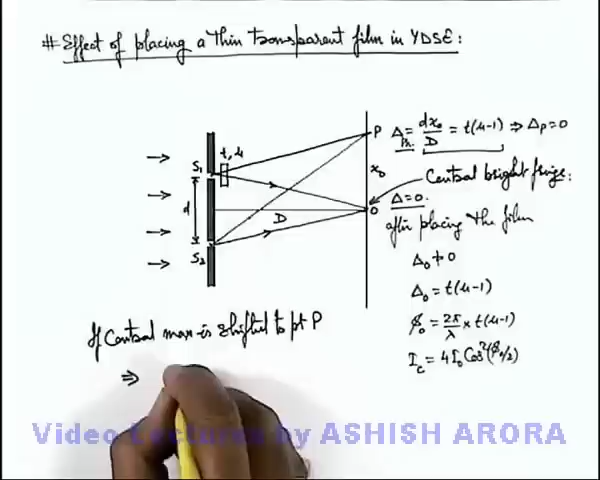 # Effect of placing a thin transparent film in YDSE:
P Δ = dx₀/D = t(μ-1) ⇒ Δp=0
in.
t, μ
S₁
x₀
Central bright fringe:
d
D
O Δ=0.
after placing the film
S₂
Δ₀ ≠ 0
Δ₀ = t(μ-1)
If Central max is shifted to pt P
ϕ₀ = 2π/λ × t(μ-1)
I_c = 4I₀ Cos²(ϕ₀/2)
⇒
Video Lectures by ASHISH ARORA